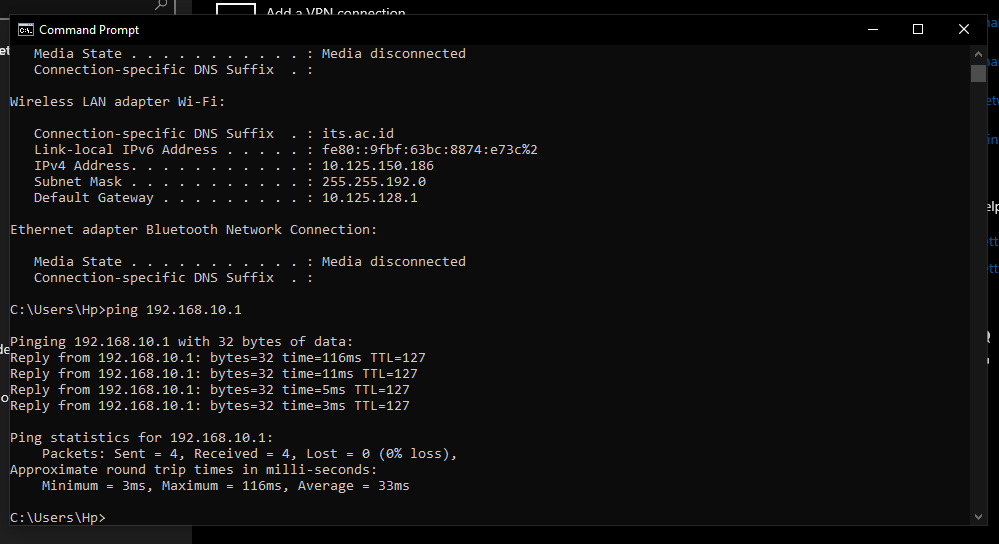 Add a VPN connection
Command Prompt
   Media State . . . . . . . . . . . : Media disconnected
   Connection-specific DNS Suffix  . :
Wireless LAN adapter Wi-Fi:
   Connection-specific DNS Suffix  . : its.ac.id
   Link-local IPv6 Address . . . . . : fe80::9fbf:63bc:8874:e73c%2
   IPv4 Address. . . . . . . . . . . : 10.125.150.186
   Subnet Mask . . . . . . . . . . . : 255.255.192.0
   Default Gateway . . . . . . . . . : 10.125.128.1
Ethernet adapter Bluetooth Network Connection:
   Media State . . . . . . . . . . . : Media disconnected
   Connection-specific DNS Suffix  . :
C:\Users\Hp>ping 192.168.10.1
Pinging 192.168.10.1 with 32 bytes of data:
Reply from 192.168.10.1: bytes=32 time=116ms TTL=127
Reply from 192.168.10.1: bytes=32 time=11ms TTL=127
Reply from 192.168.10.1: bytes=32 time=5ms TTL=127
Reply from 192.168.10.1: bytes=32 time=3ms TTL=127
Ping statistics for 192.168.10.1:
    Packets: Sent = 4, Received = 4, Lost = 0 (0% loss),
Approximate round trip times in milli-seconds:
    Minimum = 3ms, Maximum = 116ms, Average = 33ms
C:\Users\Hp>